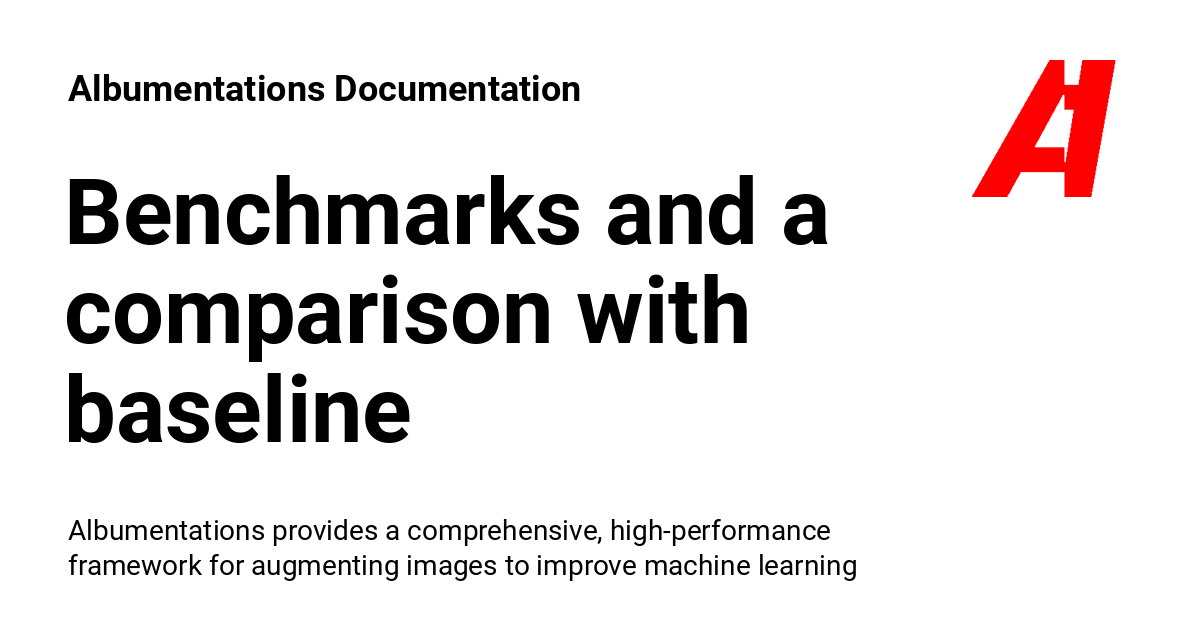 Albumentations Documentation
Benchmarks and a
comparison with
baseline
Albumentations provides a comprehensive, high-performance
framework for augmenting images to improve machine learning